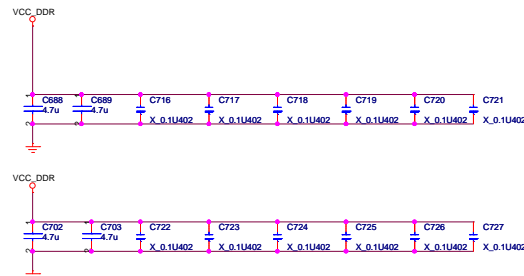 VCC_DDR
C688 C689 C716 C717 C718 C719 C720 C721
4.7u 4.7u X_0.1U402 X_0.1U402 X_0.1U402 X_0.1U402 X_0.1U402 X_0.1U402
VCC_DDR
C702 C703 C722 C723 C724 C725 C726 C727
4.7u 4.7u X_0.1U402 X_0.1U402 X_0.1U402 X_0.1U402 X_0.1U402 X_0.1U402